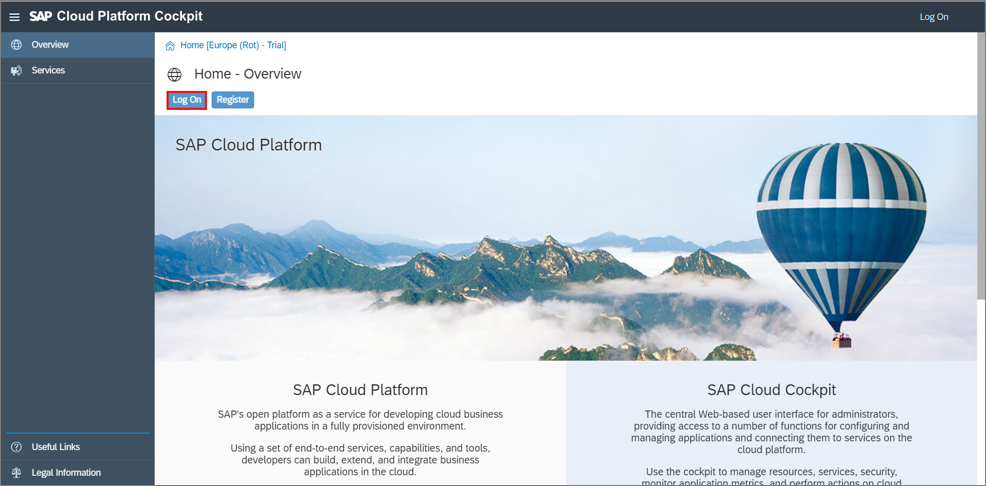 SAP Cloud Platform Cockpit
Log On
Overview
Services
Home [Europe (Rot) - Trial]
Home - Overview
Log On
Register
SAP Cloud Platform
SAP Cloud Platform
SAP's open platform as a service for developing cloud business
applications in a fully provisioned environment.
Using a set of end-to-end services, capabilities, and tools,
developers can build, extend, and integrate business
applications in the cloud.
SAP Cloud Cockpit
The central Web-based user interface for administrators,
providing access to a number of functions for configuring and
managing applications and connecting them to services on the
cloud platform.
Use the cockpit to manage resources, services, security,
monitor application metrics, and perform actions on cloud
Useful Links
Legal Information